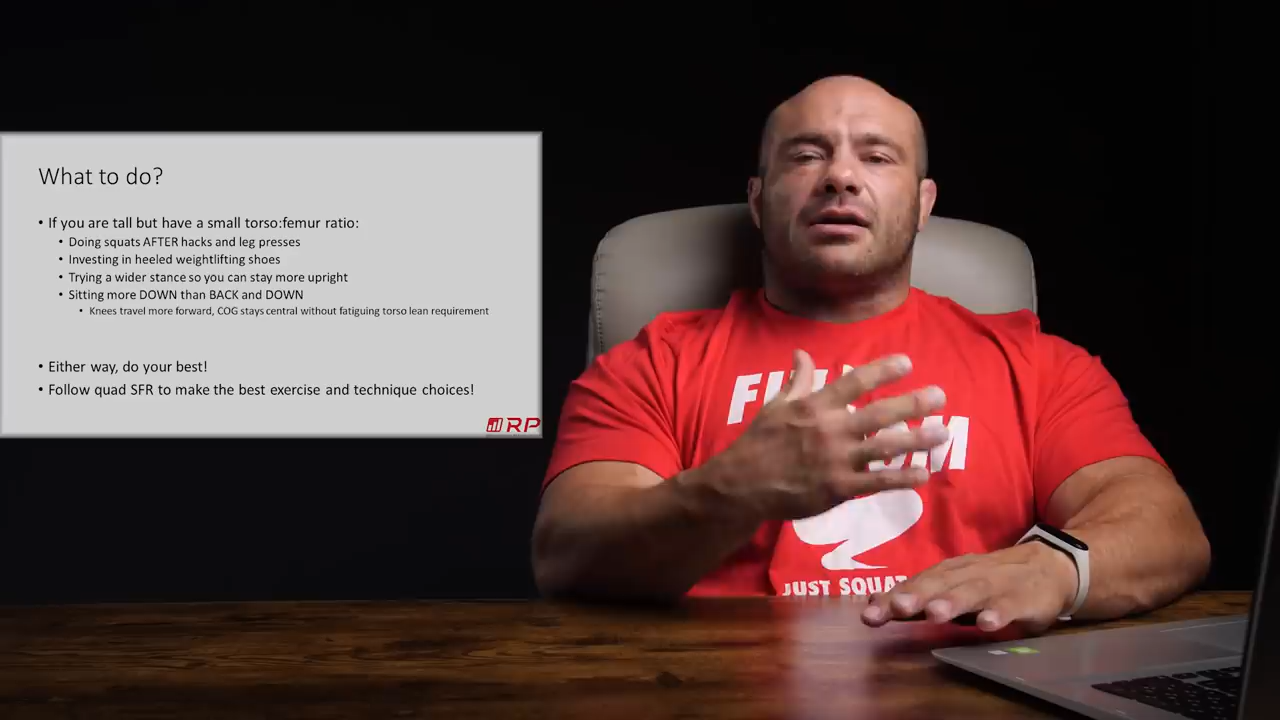 What to do?
• If you are tall but have a small torso:femur ratio:
• Doing squats AFTER hacks and leg presses
• Investing in heeled weightlifting shoes
• Trying a wider stance so you can stay more upright
• Sitting more DOWN than BACK and DOWN
• Knees travel more forward, COG stays central without fatiguing torso lean requirement
• Either way, do your best!
• Follow quad SFR to make the best exercise and technique choices!
RP
JUST SQUAT